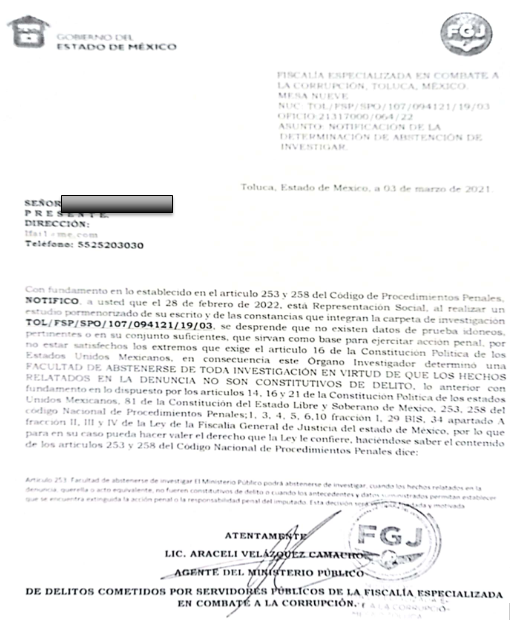 GOBIERNO DEL
ESTADO DE MÉXICO
FGJ
FISCALÍA ESPECIALIZADA EN COMBATE A
LA CORRUPCIÓN, TOLUCA, MÉXICO.
MESA NUEVE
NUC. TOL/FSP/SPO/107/094121/19/03
OFICIO:21317000/064/22
ASUNTO: NOTIFICACIÓN DE LA
DETERMINACIÓN DE ABSTENCIÓN DE
INVESTIGAR.
Toluca, Estado de México, a 03 de marzo de 2021.
SEÑOR
P R E S E N T E.
DIRECCIÓN:
Teléfono: 5525203030
Con fundamento en lo establecido en el articulo 253 y 258 del Código de Procedimientos Penales,
NOTIFICO, a usted que el 28 de febrero de 2022, está Representación Social, al realizar un
estudio pormenorizado de su escrito y de las constancias que integran la carpeta de investigación
TOL/FSP/SPO/107/094121/19/03, se desprende que no existen datos de prueba idóneos,
pertinentes o en su conjunto suficientes, que sirvan como base para ejercitar acción penal, por
no estar satisfechos los extremos que exige el articulo 16 de la Constitución Política de los
Estados Unidos Mexicanos, en consecuencia este Órgano Investigador determinó una
FACULTAD DE ABSTENERSE DE TODA INVESTIGACIÓN EN VIRTUD DE QUE LOS HECHOS
RELATADOS EN LA DENUNCIA NO SON CONSTITUTIVOS DE DELITO, lo anterior con
fundamento en lo dispuesto por los articulos 14, 16 y 21 de la Constitución Política de los estados
Unidos Mexicanos, 81 de la Constitución del Estado Libre y Soberano de México, 253, 258 del
código Nacional de Procedimientos Penales;1, 3, 4, 5, 6,10 fracción I, 29 BIS, 34 apartado A
fracción II, III y IV de la Ley de la Fiscalía General de Justicia del estado de México, por lo que
para en su caso pueda hacer valer el derecho que la Ley le confiere, haciéndose saber el contenido
de los articulos 253 y 258 del Código Nacional de Procedimientos Penales dice:
Articulo 253. Facultad de abstenerse de investigar El Ministerio Público podrá abstenerse de investigar, cuando los hechos relatados en la
denuncia, querella o acto equivalente, no fueren constitutivos de delito o cuando los antecedentes y datos suministrados permitan establecer
que se encuentra extinguida la acción penal o la responsabilidad penal del imputado. Esta decisión será y motivada
ATENTAMENTE
FGJ
LIC. ARACELI VELÁZQUEZ CAMACHO
AGENTE DEL MINISTERIO PÚBLICO
DE DELITOS COMETIDOS POR SERVIDORES PÚBLICOS DE LA FISCALÍA ESPECIALIZADA
EN COMBATE A LA CORRUPCIÓN.